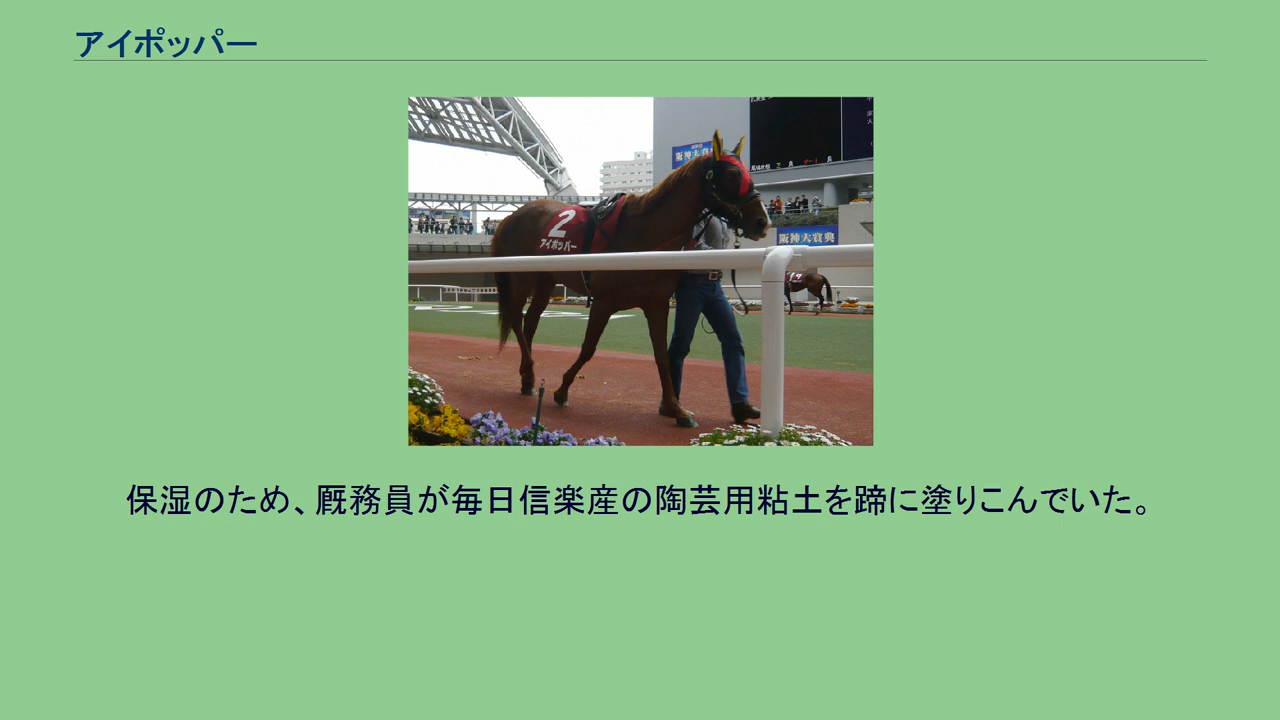 アイポッパー
阪神大賞典
2
アイポッパー
阪神大賞典
保湿のため、厩務員が毎日信楽産の陶芸用粘土を蹄に塗りこんでいた。